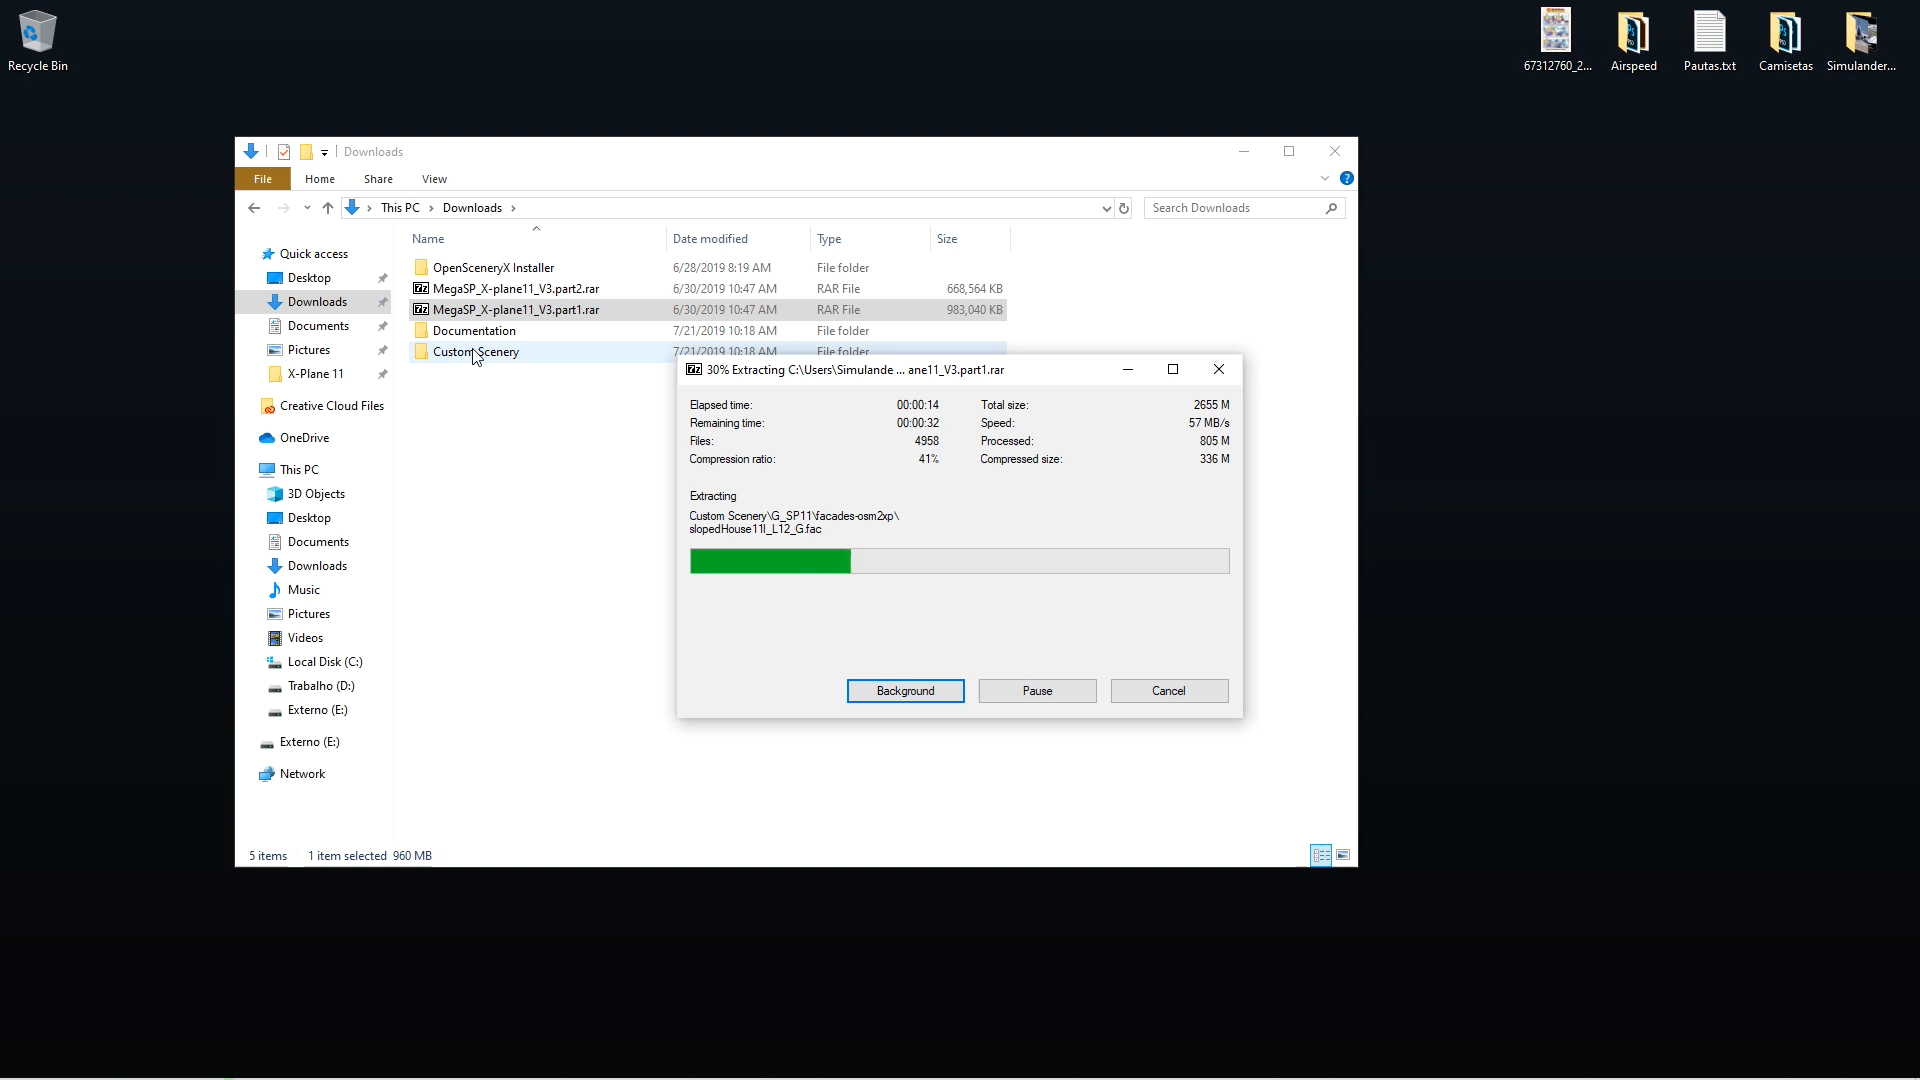 Recycle Bin
67312760_2...
Airspeed
Pautas.txt
Camisetas
Simulander...
Downloads
File
Home
Share
View
This PC
Downloads
Search Downloads
Name
Date modified
Type
Size
OpenSceneryX Installer
6/28/2019 8:19 AM
File folder
MegaSP_X-plane11_V3.part2.rar
6/30/2019 10:47 AM
RAR File
668,564 KB
MegaSP_X-plane11_V3.part1.rar
6/30/2019 10:47 AM
RAR File
983,040 KB
Documentation
7/21/2019 10:18 AM
File folder
Custom Scenery
7/21/2019 10:18 AM
File folder
Quick access
Desktop
Downloads
Documents
Pictures
X-Plane 11
Creative Cloud Files
OneDrive
This PC
3D Objects
Desktop
Documents
Downloads
Music
Pictures
Videos
Local Disk (C:)
Trabalho (D:)
Externo (E:)
Externo (E:)
Network
30% Extracting C:\Users\Simulande ... ane11_V3.part1.rar
Elapsed time:
00:00:14
Total size:
2655 M
Remaining time:
00:00:32
Speed:
57 MB/s
Files:
4958
Processed:
805 M
Compression ratio:
41%
Compressed size:
336 M
Extracting
Custom Scenery\G_SP11\facades-osm2xp\
slopedHouse11l_L12_G.fac
Background
Pause
Cancel
5 items
1 item selected 960 MB